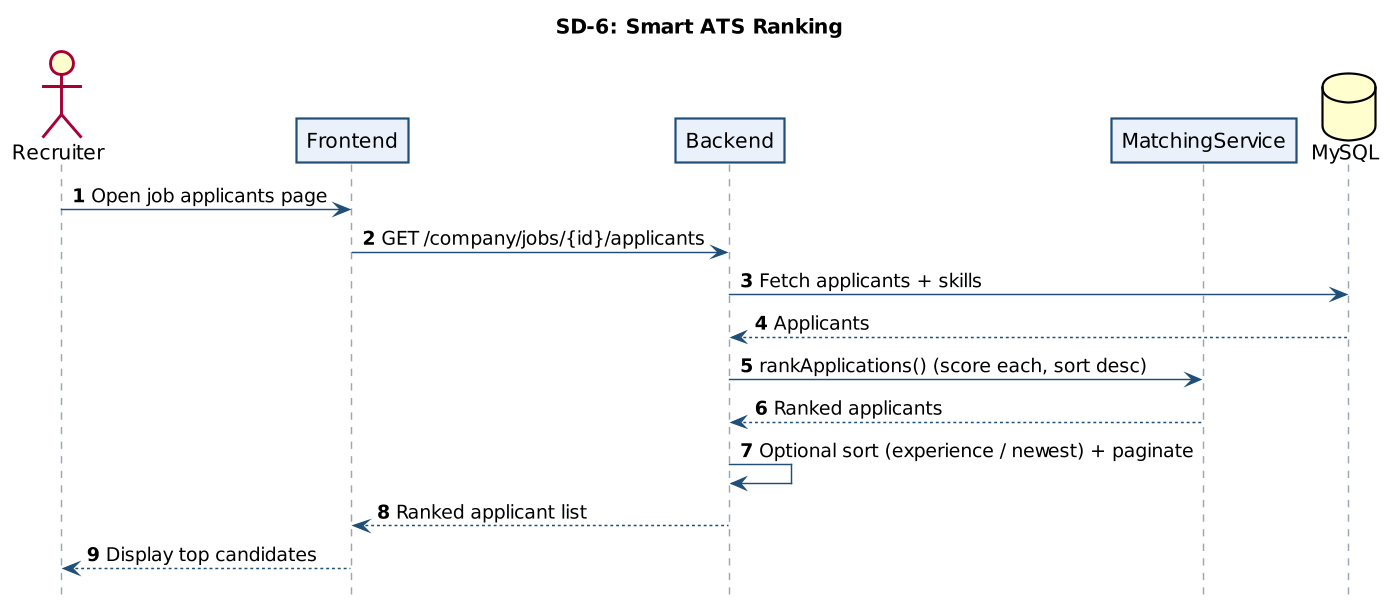 SD-6: Smart ATS Ranking
Recruiter
Frontend
Backend
MatchingService
MySQL
1 Open job applicants page
2 GET /company/jobs/{id}/applicants
3 Fetch applicants + skills
4 Applicants
5 rankApplications() (score each, sort desc)
6 Ranked applicants
7 Optional sort (experience / newest) + paginate
8 Ranked applicant list
9 Display top candidates